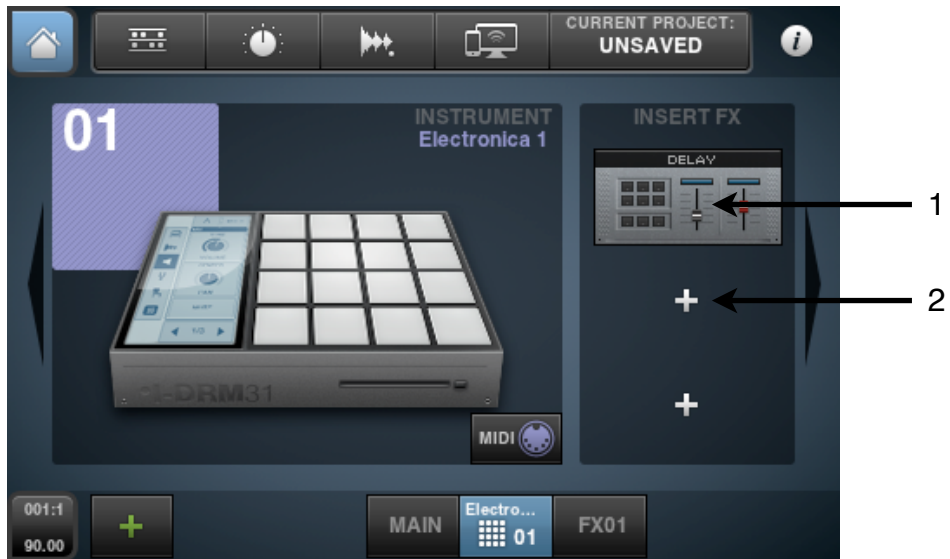 CURRENT PROJECT:
UNSAVED
i
01
INSTRUMENT
Electronica 1
INSERT FX
DELAY
1
2
MIDI
001:1
90.00
MAIN
Electro...
01
FX01